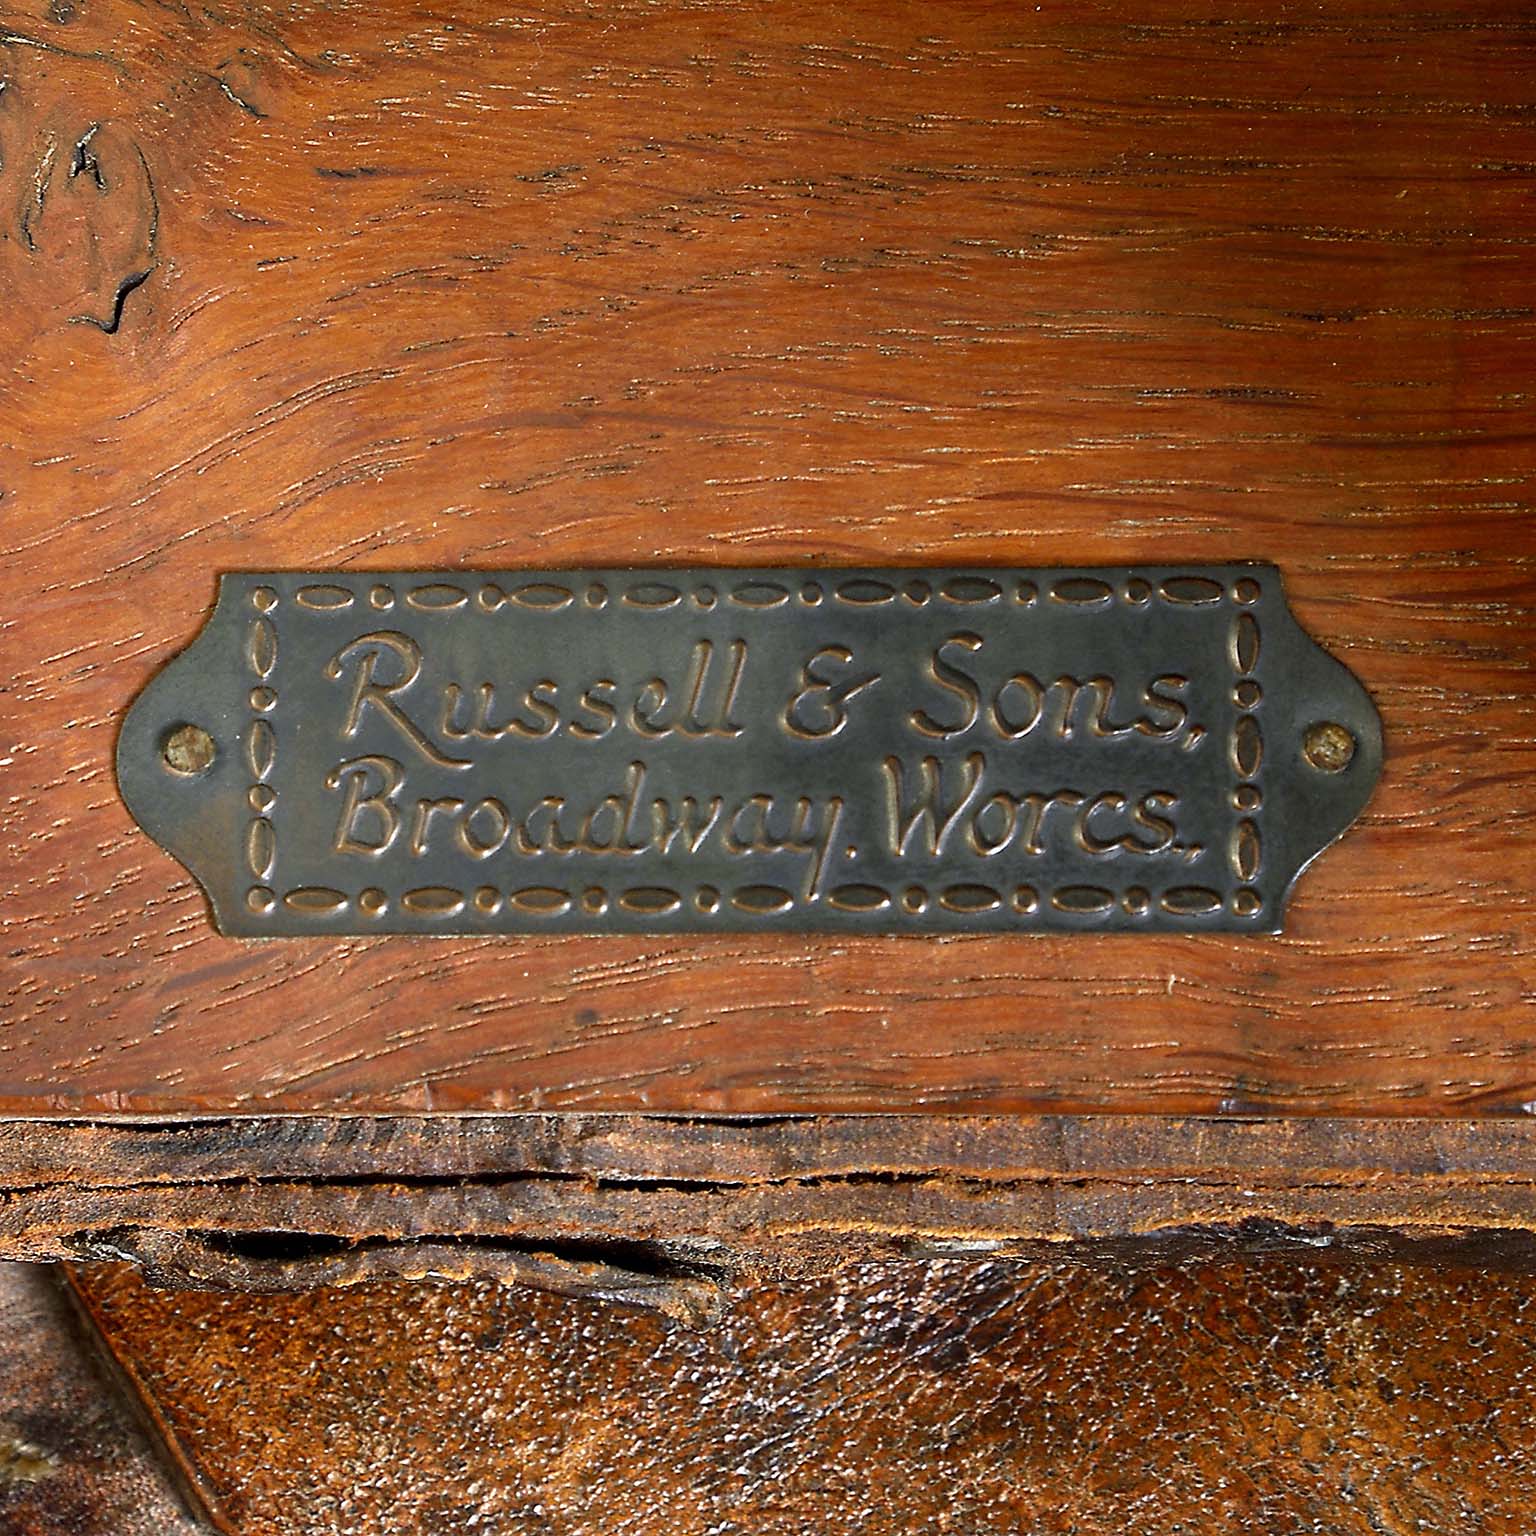 Russell & Sons,
Broadway. Worcs.,